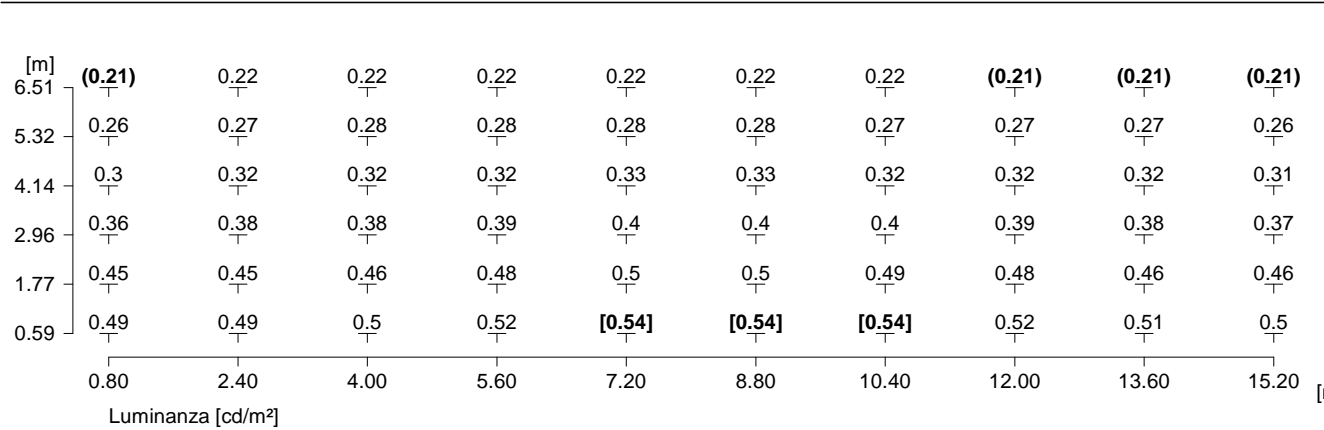 [m]
6.51 (0.21) 0.22 0.22 0.22 0.22 0.22 0.22 (0.21) (0.21) (0.21)
5.32 0.26 0.27 0.28 0.28 0.28 0.28 0.27 0.27 0.27 0.26
4.14 0.3 0.32 0.32 0.32 0.33 0.33 0.32 0.32 0.32 0.31
2.96 0.36 0.38 0.38 0.39 0.4 0.4 0.4 0.39 0.38 0.37
1.77 0.45 0.45 0.46 0.48 0.5 0.5 0.49 0.48 0.46 0.46
0.59 0.49 0.49 0.5 0.52 [0.54] [0.54] [0.54] 0.52 0.51 0.5
0.80 2.40 4.00 5.60 7.20 8.80 10.40 12.00 13.60 15.20
Luminanza [cd/m²]